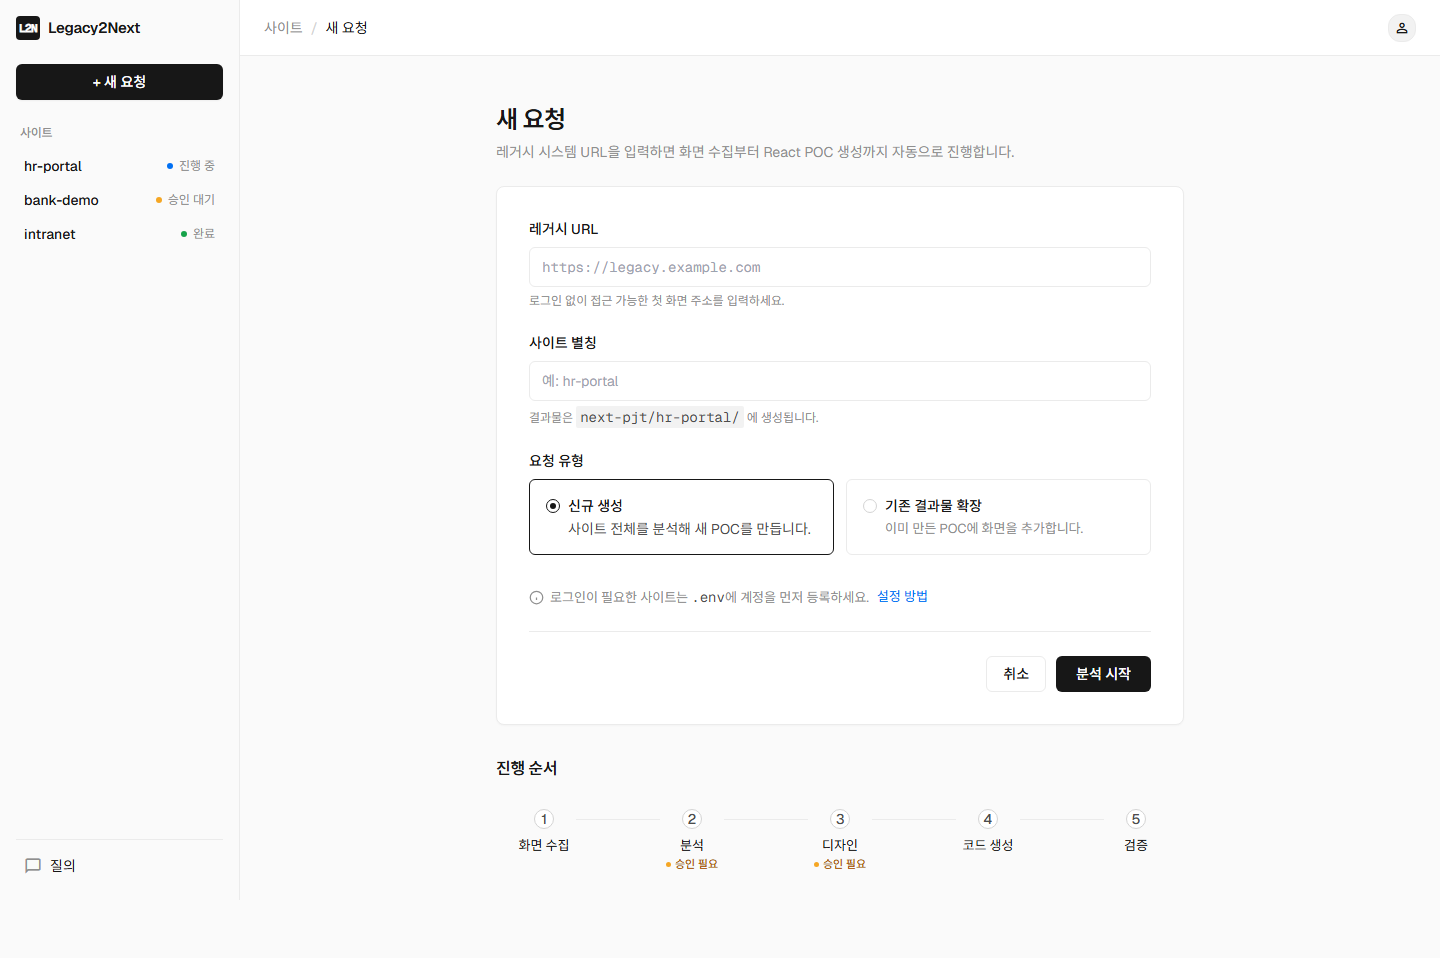 L2N Legacy2Next
+ 새 요청
사이트
hr-portal 진행 중
bank-demo 승인 대기
intranet 완료
질의
사이트 / 새 요청
새 요청
레거시 시스템 URL을 입력하면 화면 수집부터 React POC 생성까지 자동으로 진행합니다.
레거시 URL
https://legacy.example.com
로그인 없이 접근 가능한 첫 화면 주소를 입력하세요.
사이트 별칭
예: hr-portal
결과물은 next-pjt/hr-portal/ 에 생성됩니다.
요청 유형
신규 생성
사이트 전체를 분석해 새 POC를 만듭니다.
기존 결과물 확장
이미 만든 POC에 화면을 추가합니다.
로그인이 필요한 사이트는 .env에 계정을 먼저 등록하세요. 설정 방법
취소
분석 시작
진행 순서
1 2 3 4 5
화면 수집 분석 디자인 코드 생성 검증
승인 필요 승인 필요